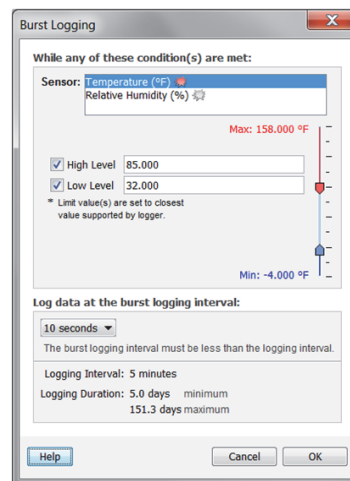 Burst Logging
While any of these condition(s) are met:
Sensor: Temperature (°F)
Relative Humidity (%)
Max: 158.000 °F
High Level 85.000
Low Level 32.000
* Limit value(s) are set to closest
value supported by logger.
Min: -4.000 °F
Log data at the burst logging interval:
10 seconds
The burst logging interval must be less than the logging interval.
Logging Interval: 5 minutes
Logging Duration: 5.0 days minimum
151.3 days maximum
Help Cancel OK